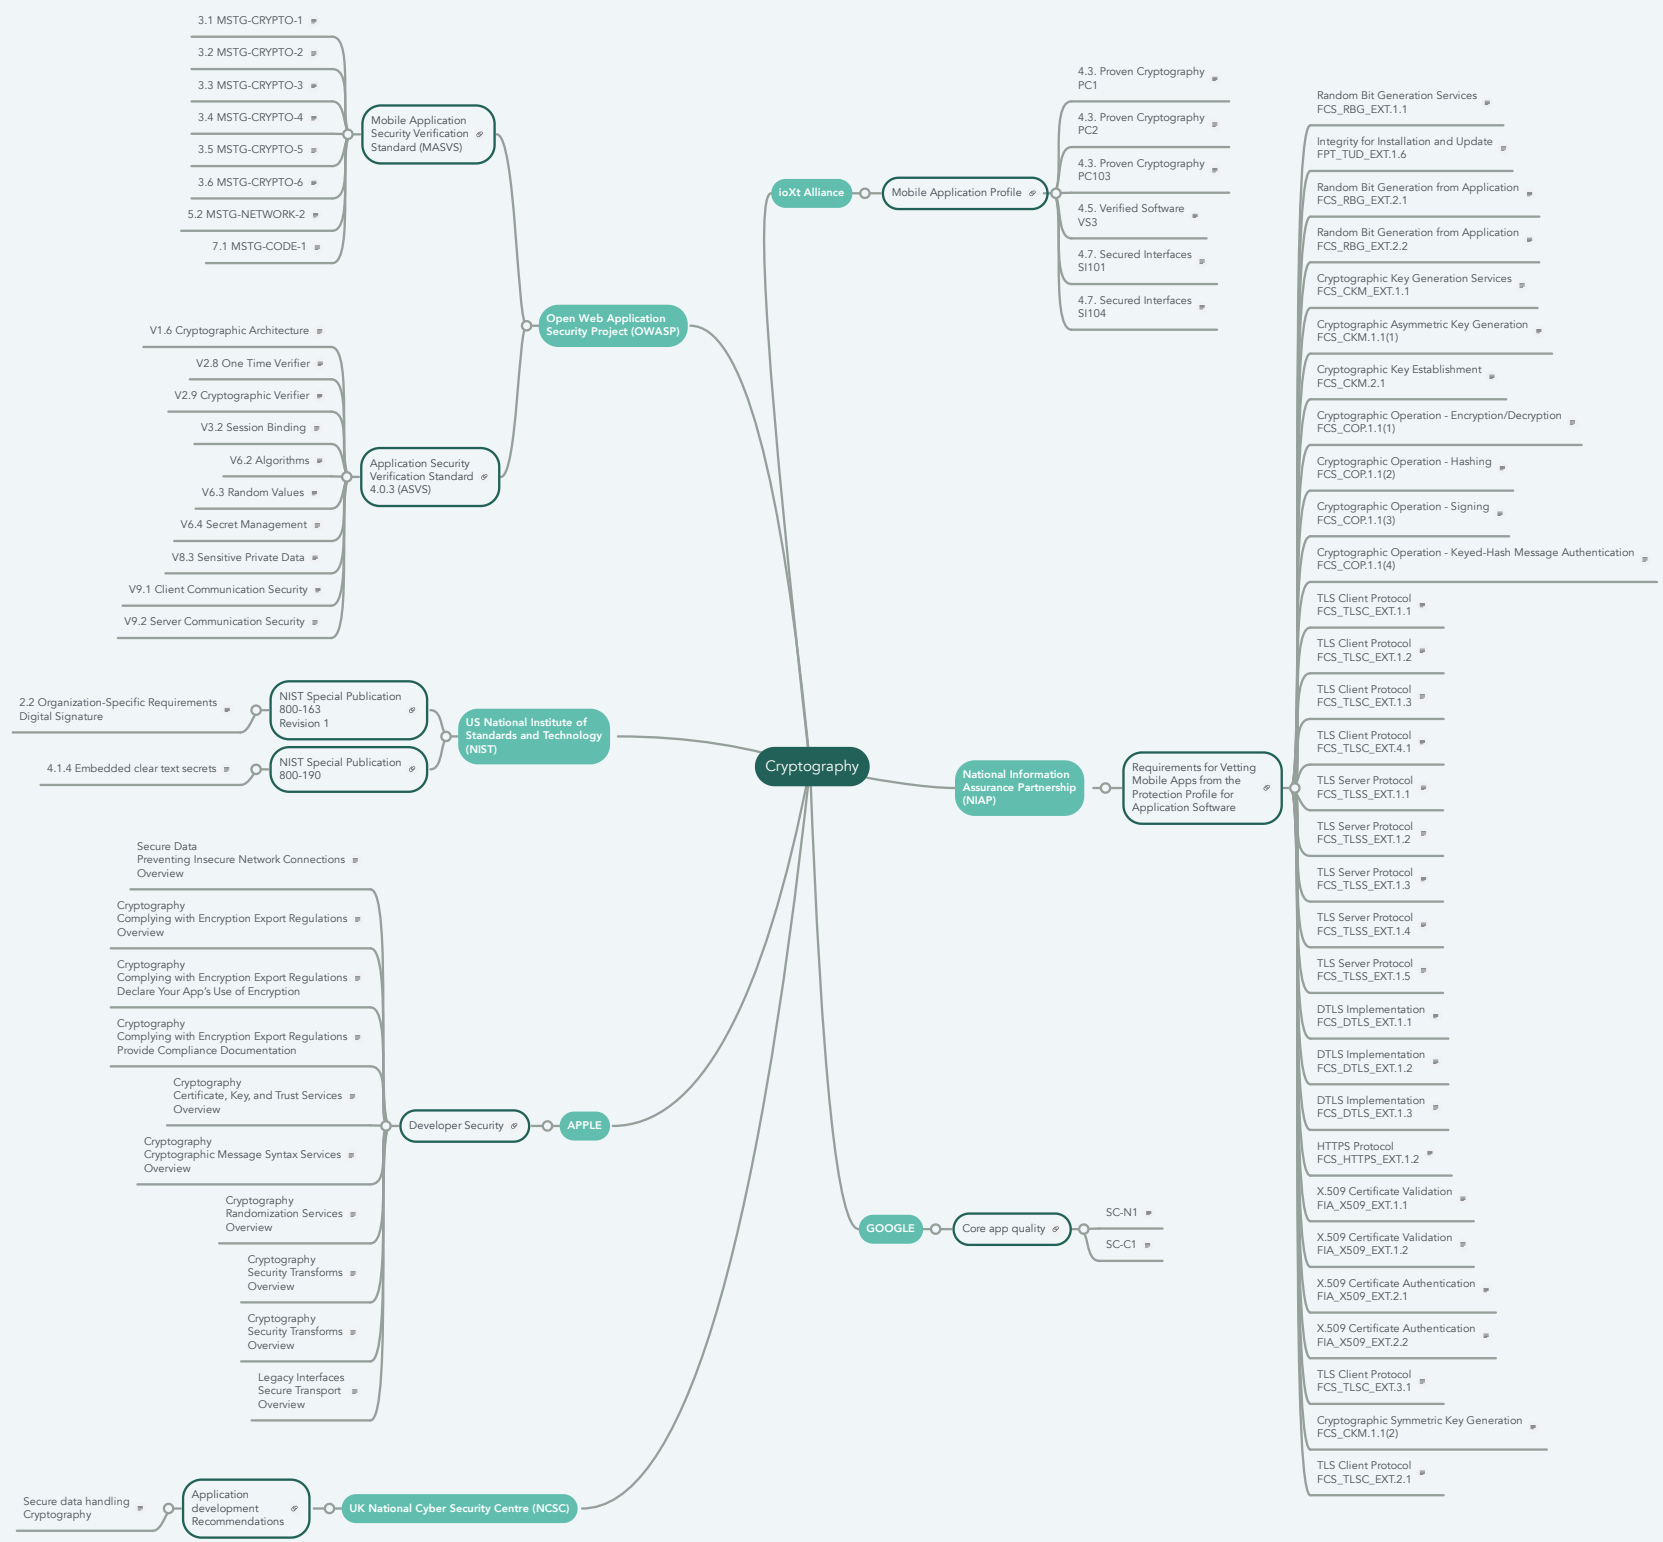 Cryptography
Open Web Application
Security Project (OWASP)
Mobile Application
Security Verification
Standard (MASVS)
3.1 MSTG-CRYPTO-1
3.2 MSTG-CRYPTO-2
3.3 MSTG-CRYPTO-3
3.4 MSTG-CRYPTO-4
3.5 MSTG-CRYPTO-5
3.6 MSTG-CRYPTO-6
5.2 MSTG-NETWORK-2
7.1 MSTG-CODE-1
Application Security
Verification Standard
4.0.3 (ASVS)
V1.6 Cryptographic Architecture
V2.8 One Time Verifier
V2.9 Cryptographic Verifier
V3.2 Session Binding
V6.2 Algorithms
V6.3 Random Values
V6.4 Secret Management
V8.3 Sensitive Private Data
V9.1 Client Communication Security
V9.2 Server Communication Security
US National Institute of
Standards and Technology
(NIST)
NIST Special Publication
800-163
Revision 1
2.2 Organization-Specific Requirements
Digital Signature
NIST Special Publication
800-190
4.1.4 Embedded clear text secrets
APPLE
Developer Security
Secure Data
Preventing Insecure Network Connections
Overview
Cryptography
Complying with Encryption Export Regulations
Overview
Cryptography
Complying with Encryption Export Regulations
Declare Your App's Use of Encryption
Cryptography
Complying with Encryption Export Regulations
Provide Compliance Documentation
Cryptography
Certificate, Key, and Trust Services
Overview
Cryptography
Cryptographic Message Syntax Services
Overview
Cryptography
Randomization Services
Overview
Cryptography
Security Transforms
Overview
Cryptography
Security Transforms
Overview
Legacy Interfaces
Secure Transport
Overview
UK National Cyber Security Centre (NCSC)
Application
development
Recommendations
Secure data handling
Cryptography
ioXt Alliance
Mobile Application Profile
4.3. Proven Cryptography
PC1
4.3. Proven Cryptography
PC2
4.3. Proven Cryptography
PC103
4.5. Verified Software
VS3
4.7. Secured Interfaces
SI101
4.7. Secured Interfaces
SI104
National Information
Assurance Partnership
(NIAP)
Requirements for Vetting
Mobile Apps from the
Protection Profile for
Application Software
Random Bit Generation Services
FCS_RBG_EXT.1.1
Integrity for Installation and Update
FPT_TUD_EXT.1.6
Random Bit Generation from Application
FCS_RBG_EXT.2.1
Random Bit Generation from Application
FCS_RBG_EXT.2.2
Cryptographic Key Generation Services
FCS_CKM_EXT.1.1
Cryptographic Asymmetric Key Generation
FCS_CKM.1.1(1)
Cryptographic Key Establishment
FCS_CKM.2.1
Cryptographic Operation - Encryption/Decryption
FCS_COP.1.1(1)
Cryptographic Operation - Hashing
FCS_COP.1.1(2)
Cryptographic Operation - Signing
FCS_COP.1.1(3)
Cryptographic Operation - Keyed-Hash Message Authentication
FCS_COP.1.1(4)
TLS Client Protocol
FCS_TLSC_EXT.1.1
TLS Client Protocol
FCS_TLSC_EXT.1.2
TLS Client Protocol
FCS_TLSC_EXT.1.3
TLS Client Protocol
FCS_TLSC_EXT.4.1
TLS Server Protocol
FCS_TLSS_EXT.1.1
TLS Server Protocol
FCS_TLSS_EXT.1.2
TLS Server Protocol
FCS_TLSS_EXT.1.3
TLS Server Protocol
FCS_TLSS_EXT.1.4
TLS Server Protocol
FCS_TLSS_EXT.1.5
DTLS Implementation
FCS_DTLS_EXT.1.1
DTLS Implementation
FCS_DTLS_EXT.1.2
DTLS Implementation
FCS_DTLS_EXT.1.3
HTTPS Protocol
FCS_HTTPS_EXT.1.2
X.509 Certificate Validation
FIA_X509_EXT.1.1
X.509 Certificate Validation
FIA_X509_EXT.1.2
X.509 Certificate Authentication
FIA_X509_EXT.2.1
X.509 Certificate Authentication
FIA_X509_EXT.2.2
TLS Client Protocol
FCS_TLSC_EXT.3.1
Cryptographic Symmetric Key Generation
FCS_CKM.1.1(2)
TLS Client Protocol
FCS_TLSC_EXT.2.1
GOOGLE
Core app quality
SC-N1
SC-C1